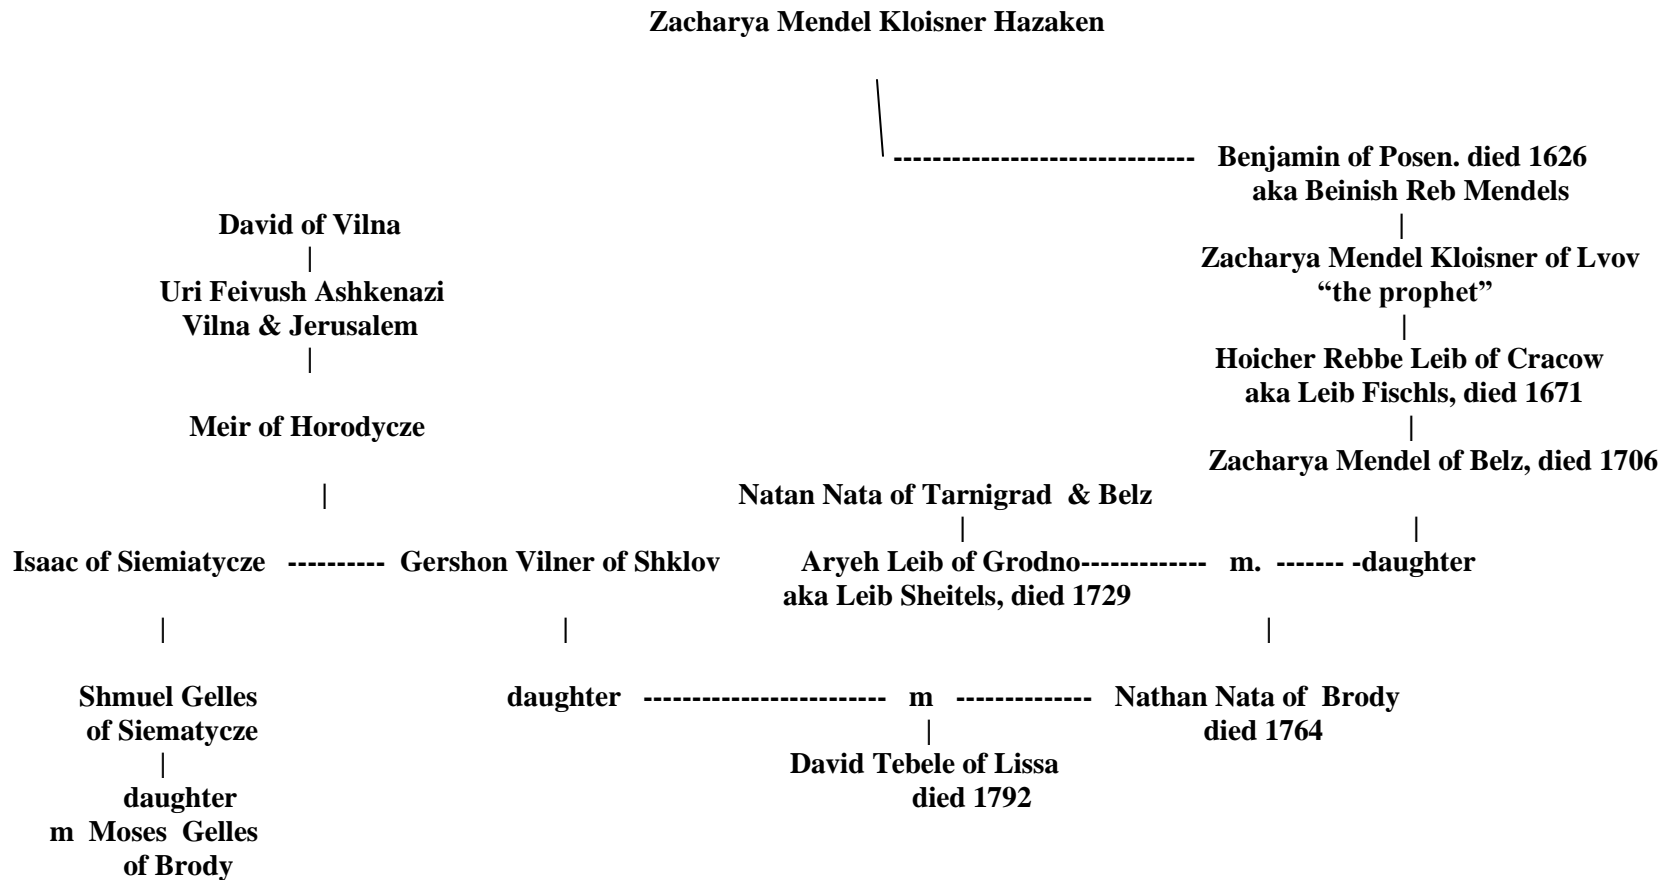 Zacharya Mendel Kloisner Hazaken
Benjamin of Posen. died 1626
aka Beinish Reb Mendels
David of Vilna
Zacharya Mendel Kloisner of Lvov
Uri Feivush Ashkenazi
“the prophet”
Vilna & Jerusalem
Hoicher Rebbe Leib of Cracow
aka Leib Fischls, died 1671
Meir of Horodycze
Zacharya Mendel of Belz, died 1706
Natan Nata of Tarnigrad & Belz
Isaac of Siemiatycze ---------- Gershon Vilner of Shklov Aryeh Leib of Grodno------------- m. ------- -daughter
aka Leib Sheitels, died 1729
Shmuel Gelles daughter ------------------------- m -------------- Nathan Nata of Brody
of Siematycze died 1764
David Tebele of Lissa
daughter died 1792
m Moses Gelles
of Brody